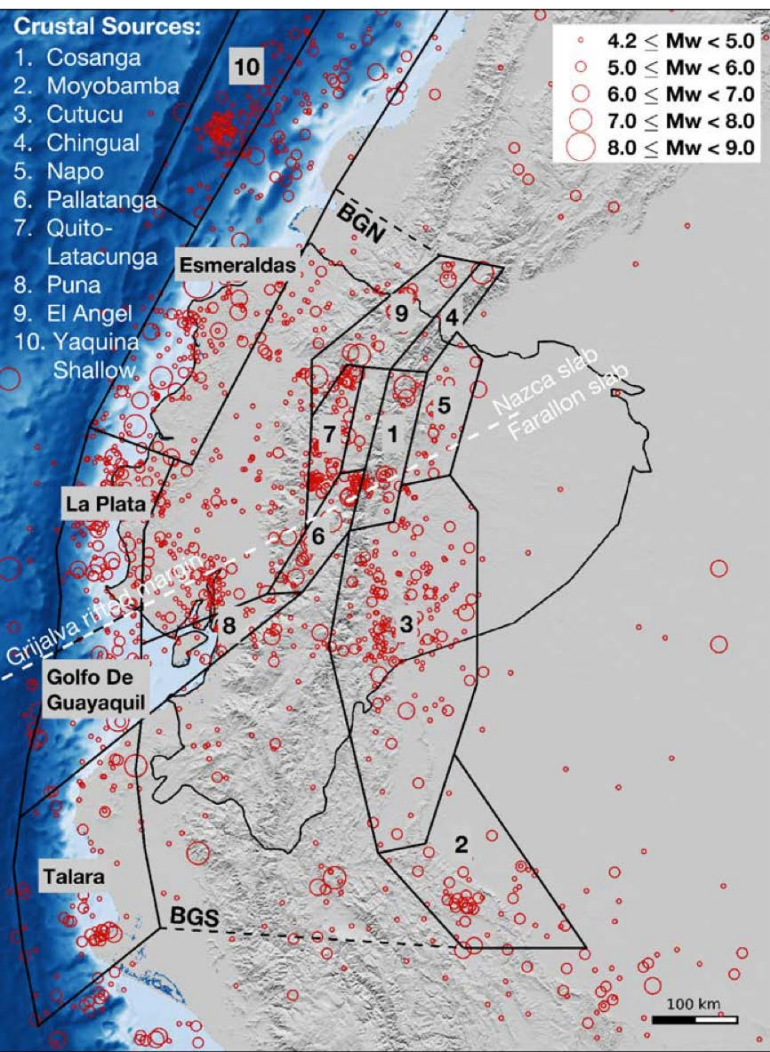 Crustal Sources:
1. Cosanga
2. Moyobamba
3. Cutucu
4. Chingual
5. Napo
6. Pallatanga
7. Quito-
Latacunga
8. Puna
9. El Angel
10. Yaquina
Shallow
4.2 ≤ Mw < 5.0
5.0 ≤ Mw < 6.0
6.0 ≤ Mw < 7.0
7.0 ≤ Mw < 8.0
8.0 ≤ Mw < 9.0
10
BGN
Esmeraldas
9
4
Nazca slab
Farallon slab
5
7
1
La Plata
6
Grijalva rifted margin
8
3
Golfo De
Guayaquil
2
Talara
BGS
100 km